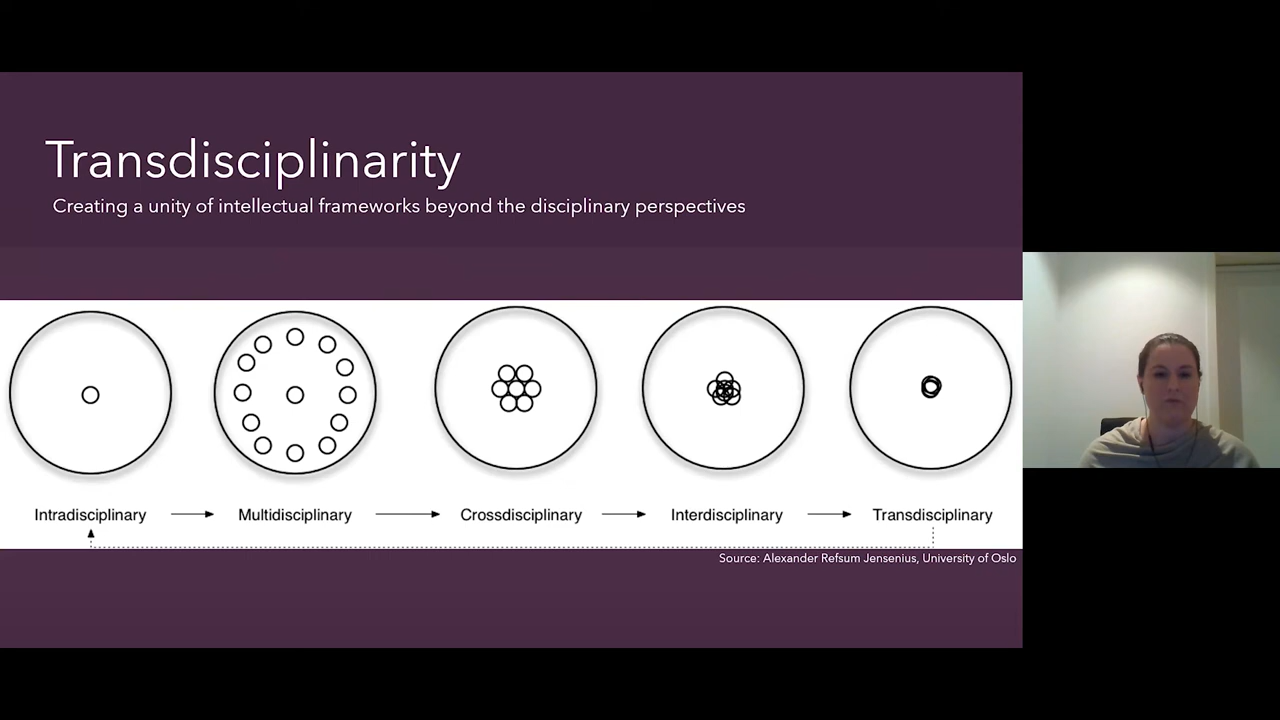 Transdisciplinarity
Creating a unity of intellectual frameworks beyond the disciplinary perspectives
Intradisciplinary
Multidisciplinary
Crossdisciplinary
Interdisciplinary
Transdisciplinary
Source: Alexander Refsum Jensenius, University of Oslo